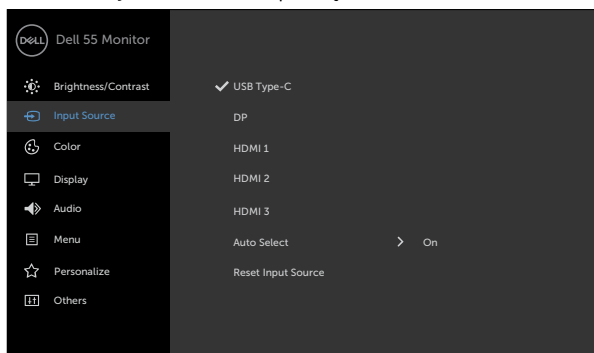 DELL Dell 55 Monitor
Brightness/Contrast
USB Type-C
Input Source
DP
Color
HDMI 1
Display
HDMI 2
Audio
HDMI 3
Menu
Auto Select
On
Personalize
Reset Input Source
Others